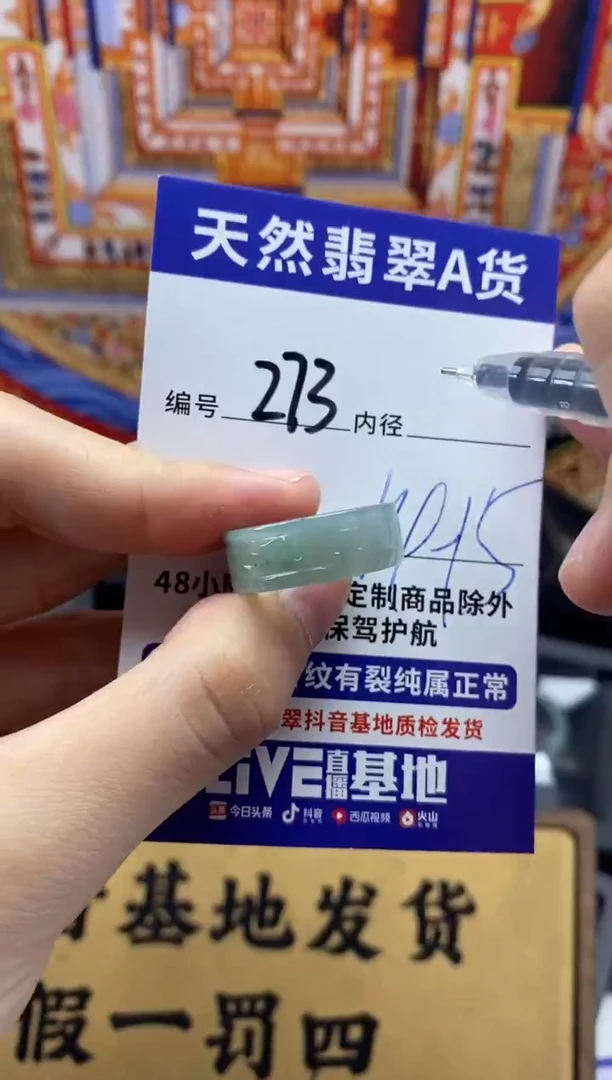 天然翡翠A货
编号 273 内径
48小
定制商品除外
保驾护航
纹有裂纯属正常
翠抖音基地质检发货
LIVE直播基地
今日头条 抖音 西瓜视频 火山
基地发货
假一罚四